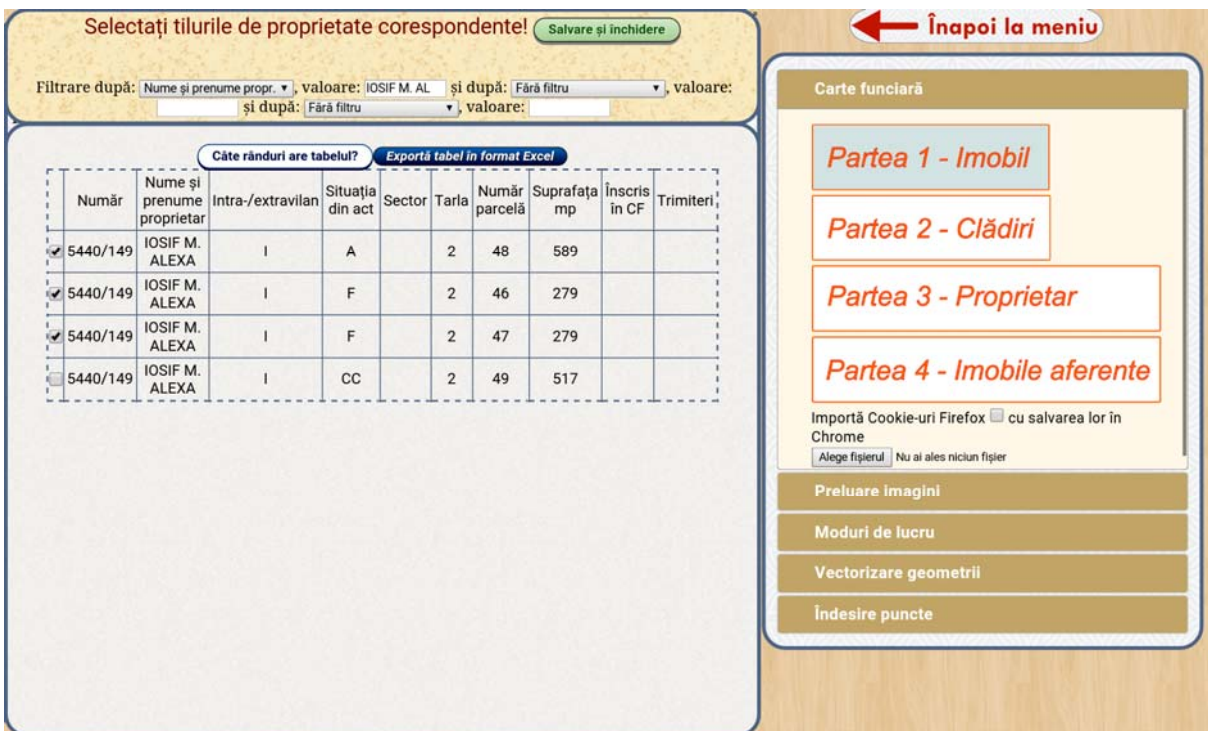 Selectați tilurile de proprietate corespondente! Salvare și închidere
Filtrare după: Nume și prenume propr. ▾, valoare: IOSIF M. AL și după: Fără filtru ▾, valoare:
și după: Fără filtru ▾, valoare:
Câte rânduri are tabelul? Exportă tabel în format Excel
Număr Nume și prenume proprietar Intra-/extravilan Situația din act Sector Tarla Număr parcelă Suprafața mp Înscris în CF Trimiteri
5440/149 IOSIF M. ALEXA I A 2 48 589
5440/149 IOSIF M. ALEXA I F 2 46 279
5440/149 IOSIF M. ALEXA I F 2 47 279
5440/149 IOSIF M. ALEXA I CC 2 49 517
Înapoi la meniu
Carte funciară
Partea 1 - Imobil
Partea 2 - Clădiri
Partea 3 - Proprietar
Partea 4 - Imobile aferente
Importă Cookie-uri Firefox cu salvarea lor în
Chrome
Alege fișierul Nu ai ales niciun fișier
Preluare imagini
Moduri de lucru
Vectorizare geometrii
Îndesire puncte